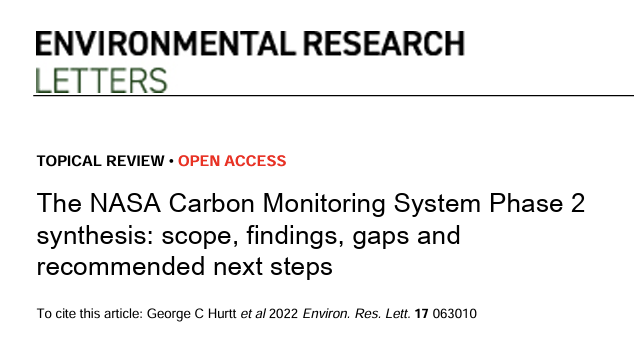 ENVIRONMENTAL RESEARCH
LETTERS
TOPICAL REVIEW • OPEN ACCESS
The NASA Carbon Monitoring System Phase 2
synthesis: scope, findings, gaps and
recommended next steps
To cite this article: George C Hurtt et al 2022 Environ. Res. Lett. 17 063010